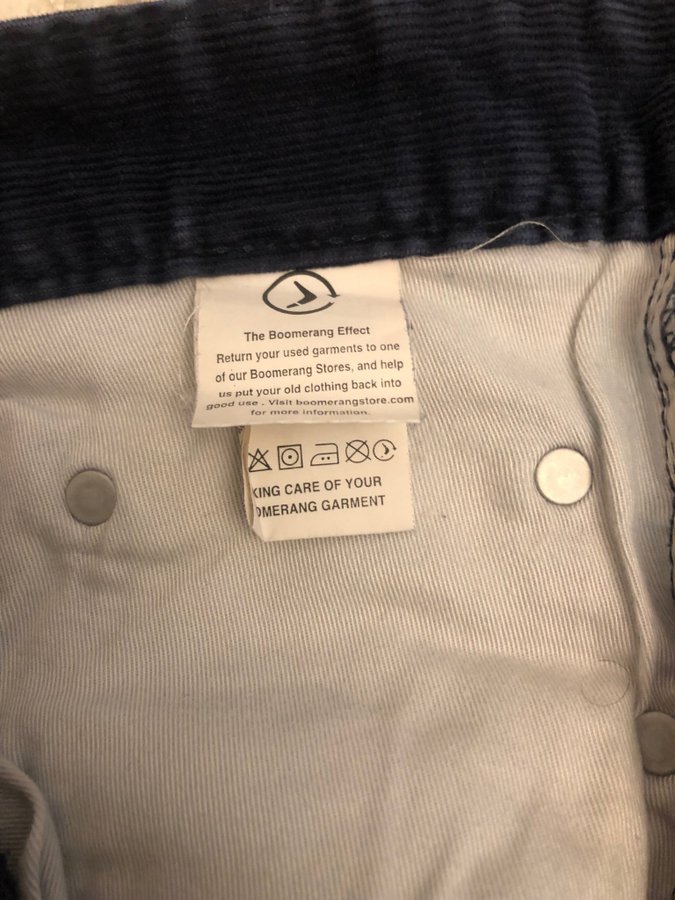 The Boomerang Effect
Return your used garments to one
of our Boomerang Stores, and help
us put your old clothing back into
good use . Visit boomerangstore.com
for more information.
KING CARE OF YOUR
OMERANG GARMENT